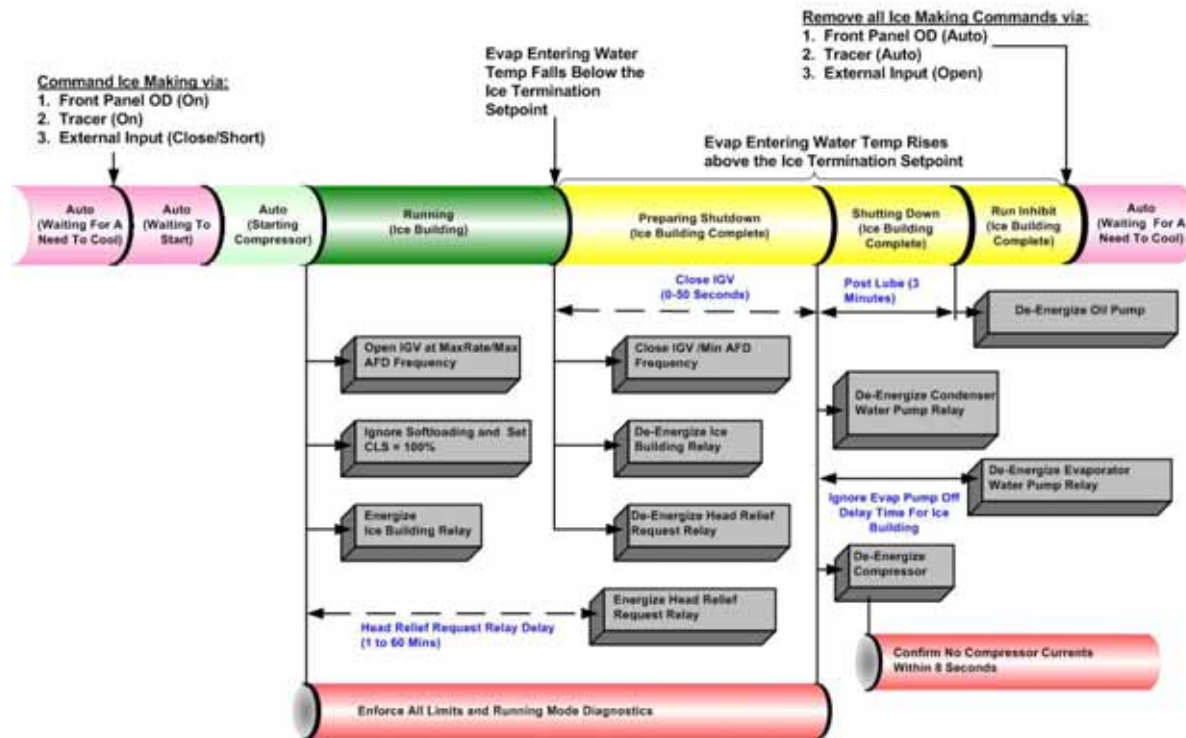 Remove all Ice Making Commands via:
1. Front Panel OD (Auto)
2. Tracer (Auto)
3. External Input (Open)
Evap Entering Water
Temp Falls Below the
Ice Termination
Setpoint
Command Ice Making via:
1. Front Panel OD (On)
2. Tracer (On)
3. External Input (Close/Short)
Evap Entering Water Temp Rises
above the Ice Termination Setpoint
Auto
(Waiting For A
Need To Cool)
Auto
(Waiting To
Start)
Auto
(Starting
Compressor)
Running
(Ice Building)
Preparing Shutdown
(Ice Building Complete)
Shutting Down
(Ice Building
Complete)
Run Inhibit
(Ice Building
Complete)
Auto
(Waiting For A
Need To Cool)
Close IGV
(0-50 Seconds)
Post Lube (3
Minutes)
De-Energize Oil Pump
Open IGV at MaxRate/Max
AFD Frequency
Close IGV /Min AFD
Frequency
De-Energize Condenser
Water Pump Relay
Ignore Softloading and Set
CLS = 100%
De-Energize Ice
Building Relay
De-Energize Evaporator
Water Pump Relay
Ignore Evap Pump Off
Delay Time For Ice
Building
Energize
Ice Building Relay
De-Energize Head Relief
Request Relay
De-Energize
Compressor
Energize Head Relief
Request Relay
Head Relief Request Relay Delay
(1 to 60 Mins)
Confirm No Compressor Currents
Within 8 Seconds
Enforce All Limits and Running Mode Diagnostics